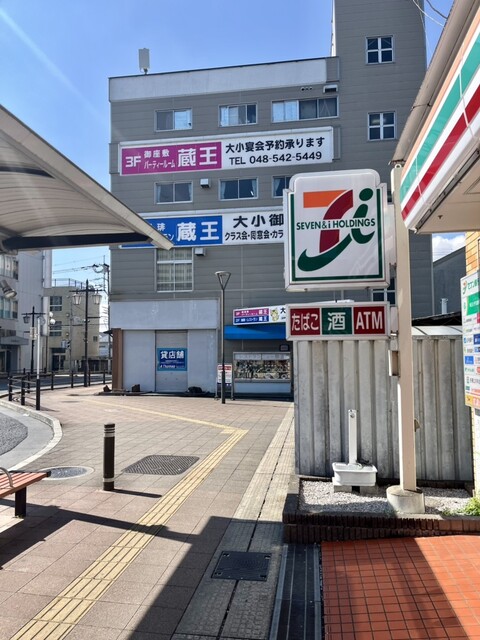 3F 御座敷 パーティールーム 蔵王
大小宴会予約承ります
TEL 048-542-5449
蔵王
大小御
クラス会・同窓会・カラ
SEVEN&i HOLDINGS
たばこ 酒 ATM
蔵王
貸店舗